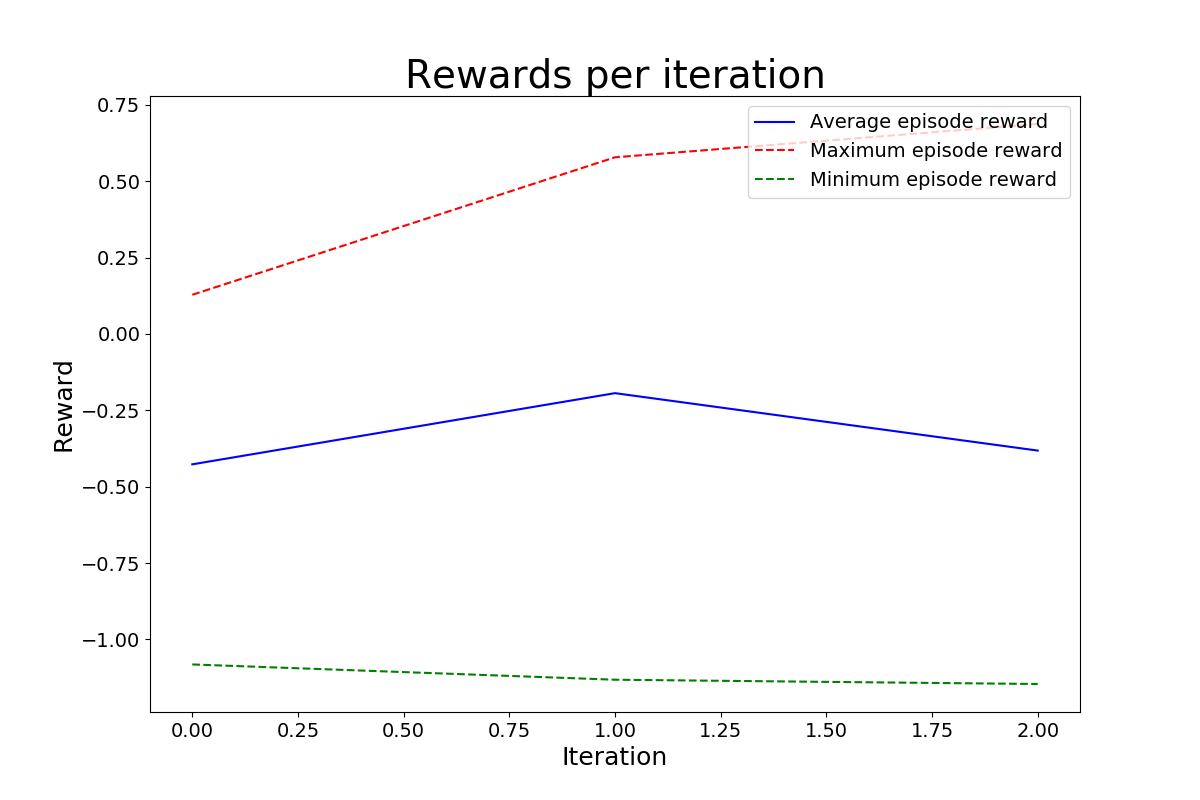 Rewards per iteration
Average episode reward
Maximum episode reward
Minimum episode reward
0.75
0.50
0.25
0.00
−0.25
−0.50
−0.75
−1.00
Reward
0.00 0.25 0.50 0.75 1.00 1.25 1.50 1.75 2.00
Iteration